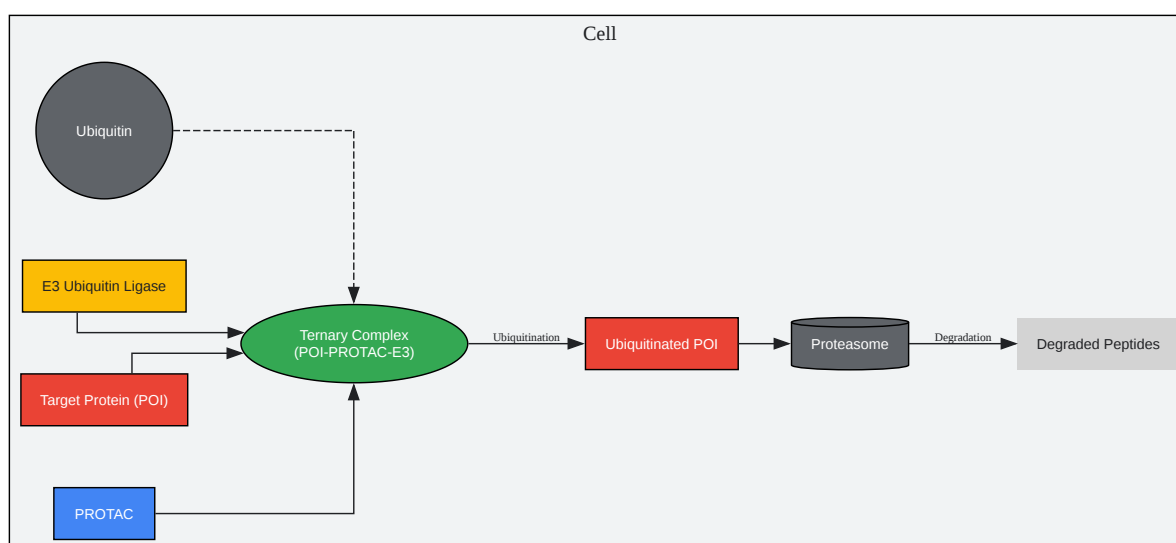 Cell
Ubiquitin
E3 Ubiquitin Ligase
Target Protein (POI)
PROTAC
Ternary Complex
(POI-PROTAC-E3)
Ubiquitination
Ubiquitinated POI
Proteasome
Degradation
Degraded Peptides